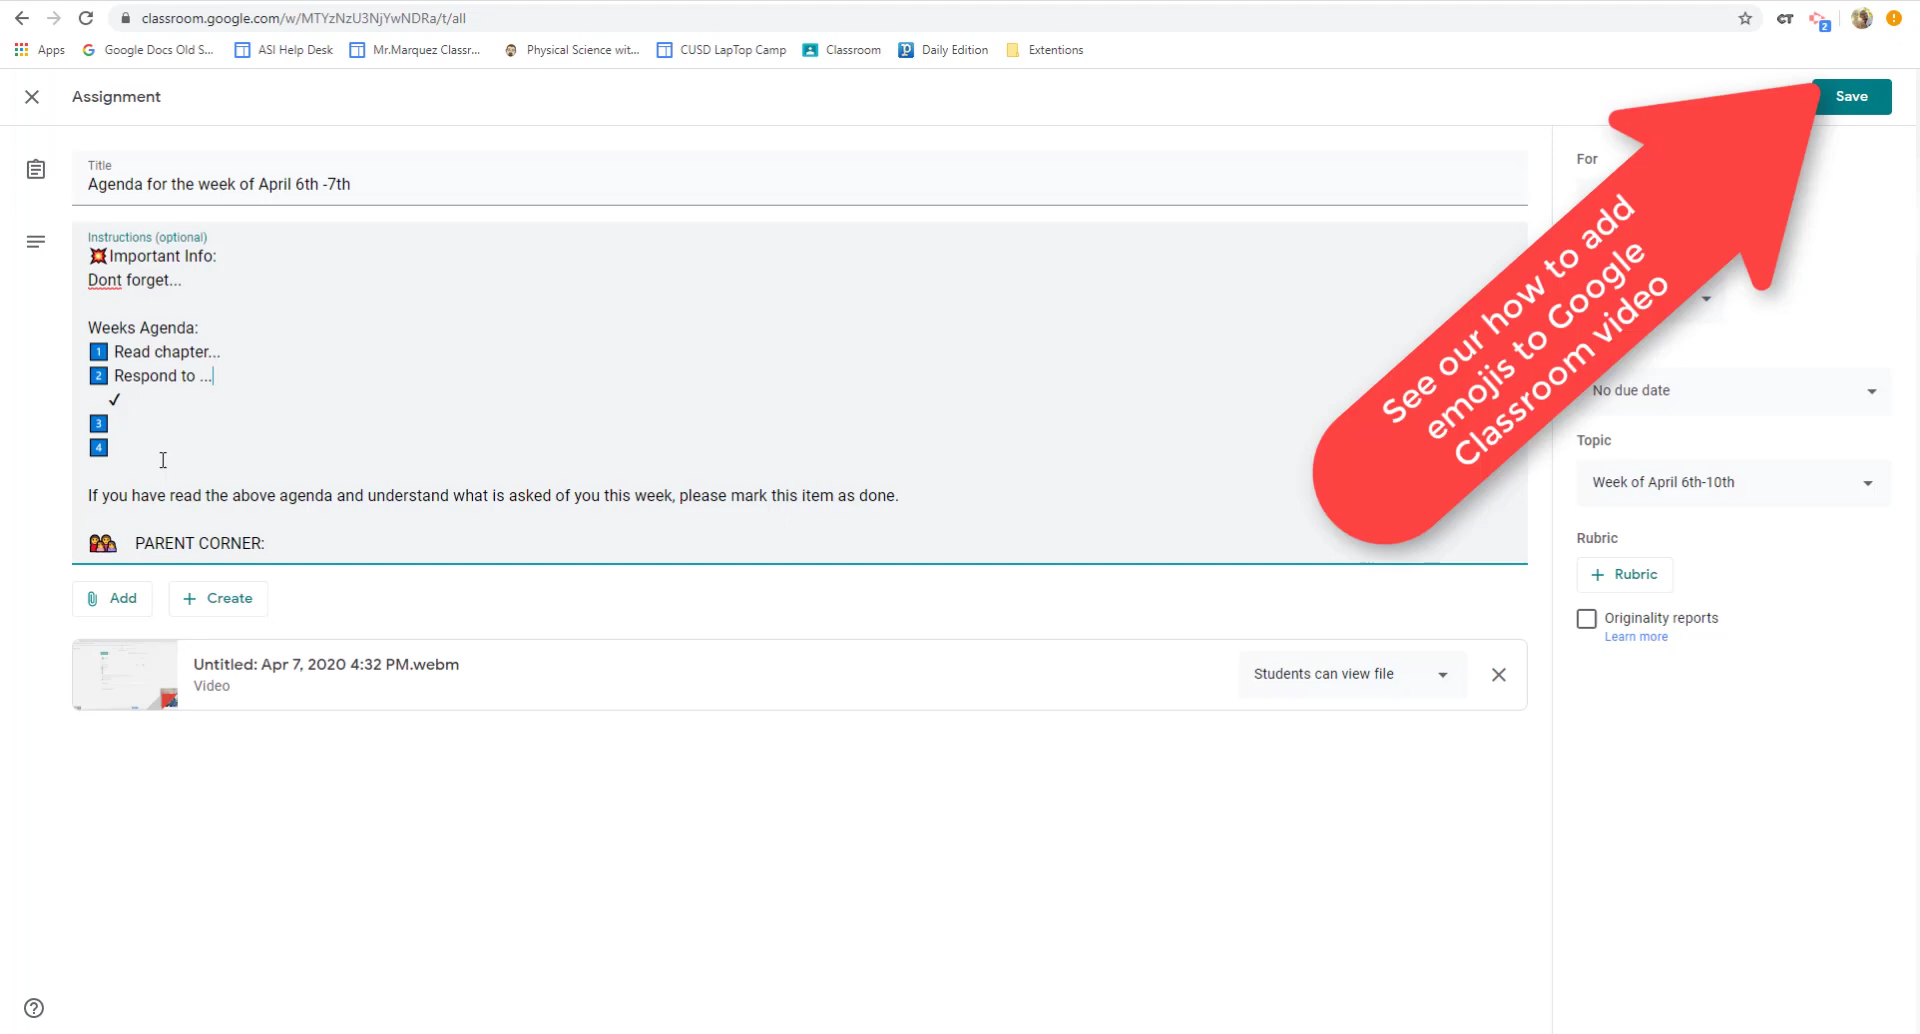 classroom.google.com/w/MTYzNzU3NjYwNDRa/t/all
CT
2
Apps
Google Docs Old S...
ASI Help Desk
Mr.Marquez Classr...
Physical Science wit...
CUSD LapTop Camp
Classroom
Daily Edition
Extentions
Assignment
Save
Title
Agenda for the week of April 6th -7th
For
Instructions (optional)
💥Important Info:
Dont forget...
Weeks Agenda:
1 Read chapter...
2 Respond to ...
✓
3
4
If you have read the above agenda and understand what is asked of you this week, please mark this item as done.
PARENT CORNER:
See our how to add
emojis to Google
Classroom video
No due date
Topic
Week of April 6th-10th
Rubric
+ Rubric
Originality reports
Learn more
Add
+ Create
Untitled: Apr 7, 2020 4:32 PM.webm
Video
Students can view file